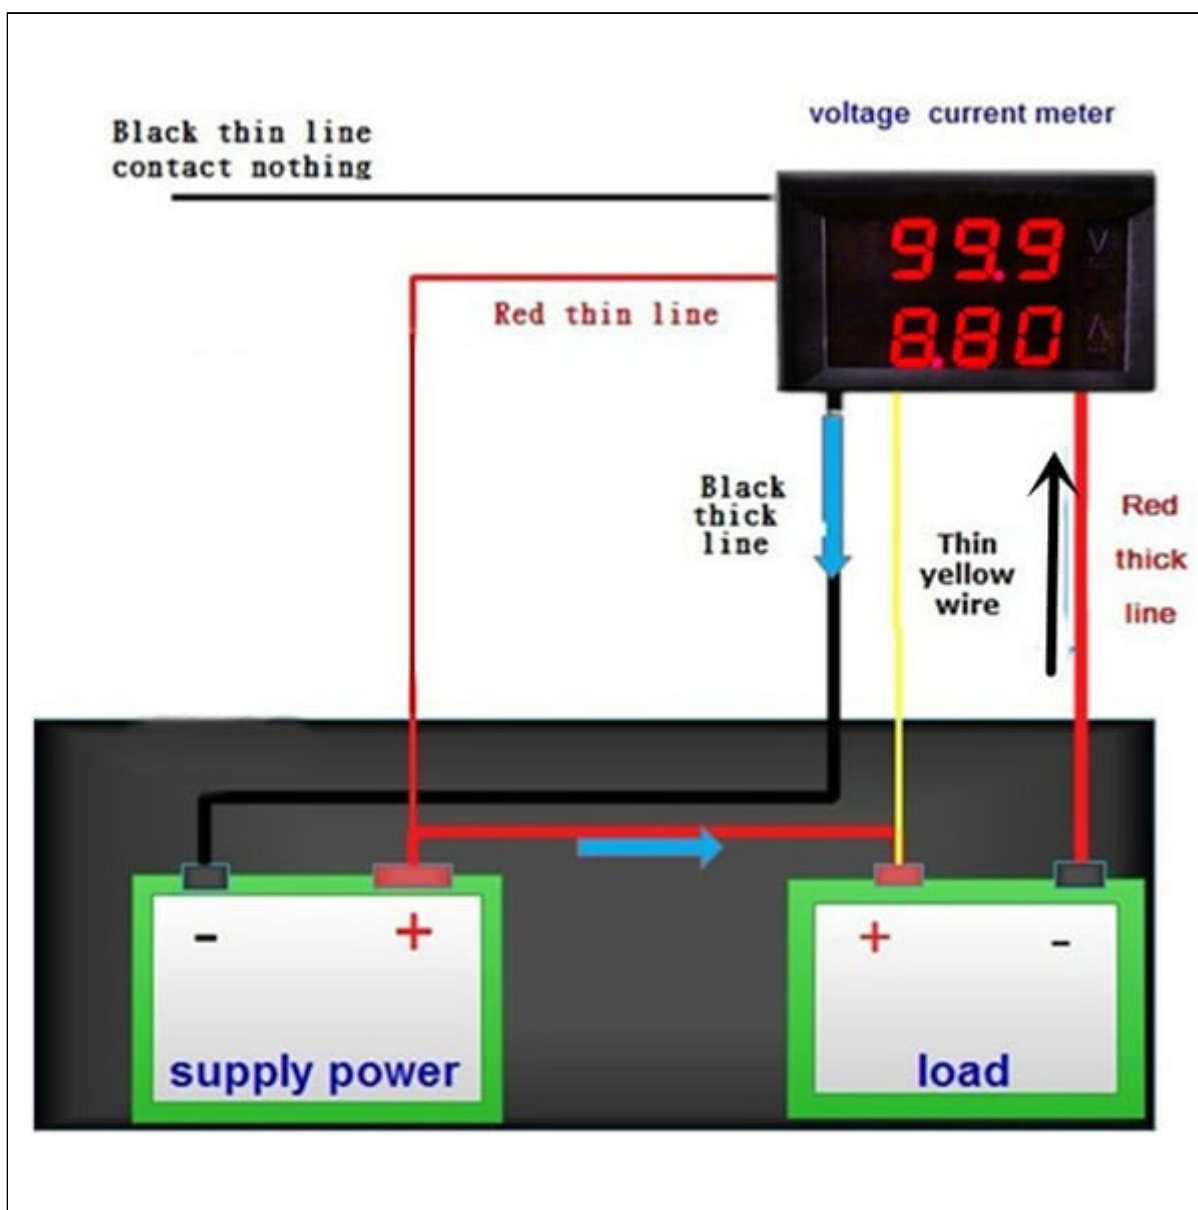 voltage current meter
Black thin line
contact nothing
99.9 V
8.80 A
Red thin line
Black
thick
line
Thin
yellow
wire
Red
thick
line
- +
+ -
supply power
load